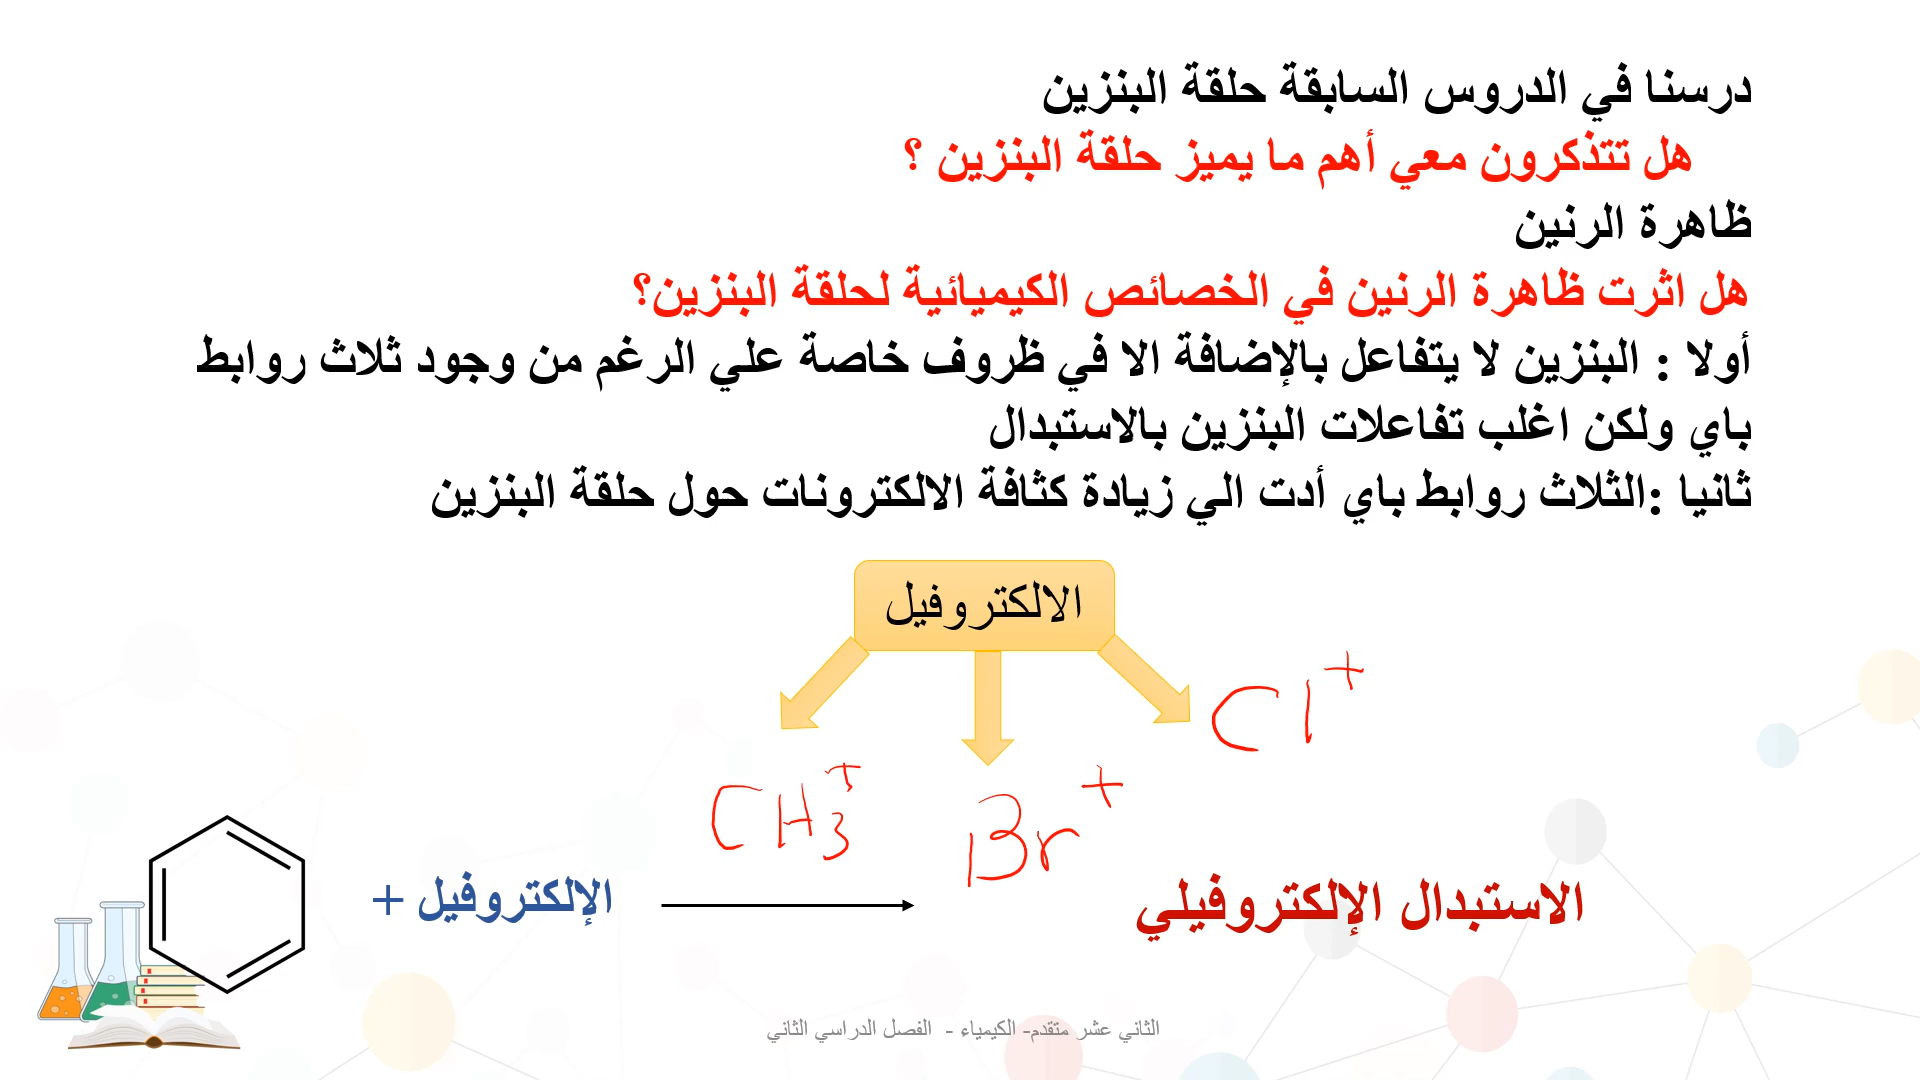 درسنا في الدروس السابقة حلقة البنزين
هل تتذكرون معي أهم ما يميز حلقة البنزين ؟
ظاهرة الرنين
هل اثرت ظاهرة الرنين في الخصائص الكيميائية لحلقة البنزين؟
أولا : البنزين لا يتفاعل بالإضافة الا في ظروف خاصة علي الرغم من وجود ثلاث روابط
باي ولكن اغلب تفاعلات البنزين بالاستبدال
ثانيا :الثلاث روابط باي أدت الي زيادة كثافة الالكترونات حول حلقة البنزين
الالكتروفيل
Cl+
Br+
CH3+
+ الإلكتروفيل
الاستبدال الإلكتروفيلي
الثاني عشر متقدم- الكيمياء - الفصل الدراسي الثاني